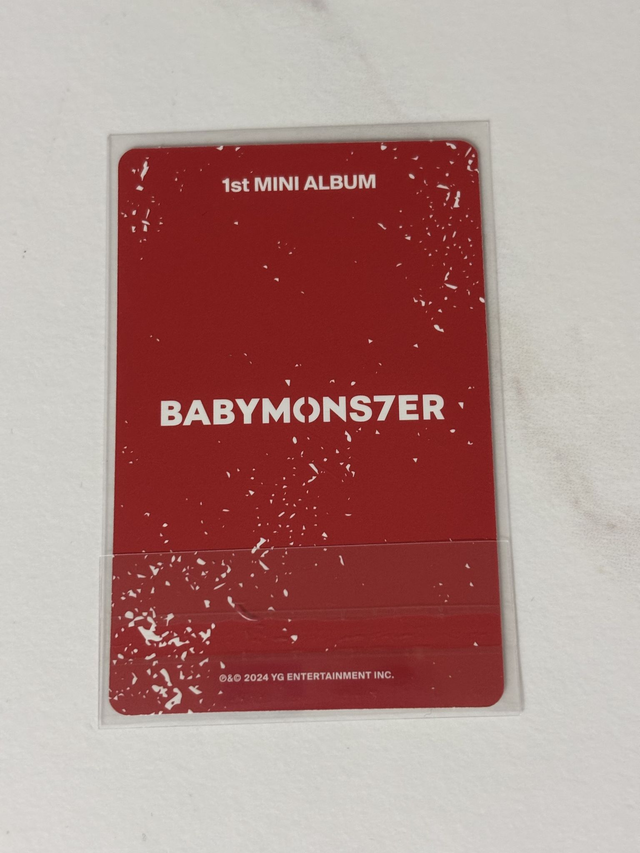 1st MINI ALBUM
BABYMONS7ER
℗&© 2024 YG ENTERTAINMENT INC.